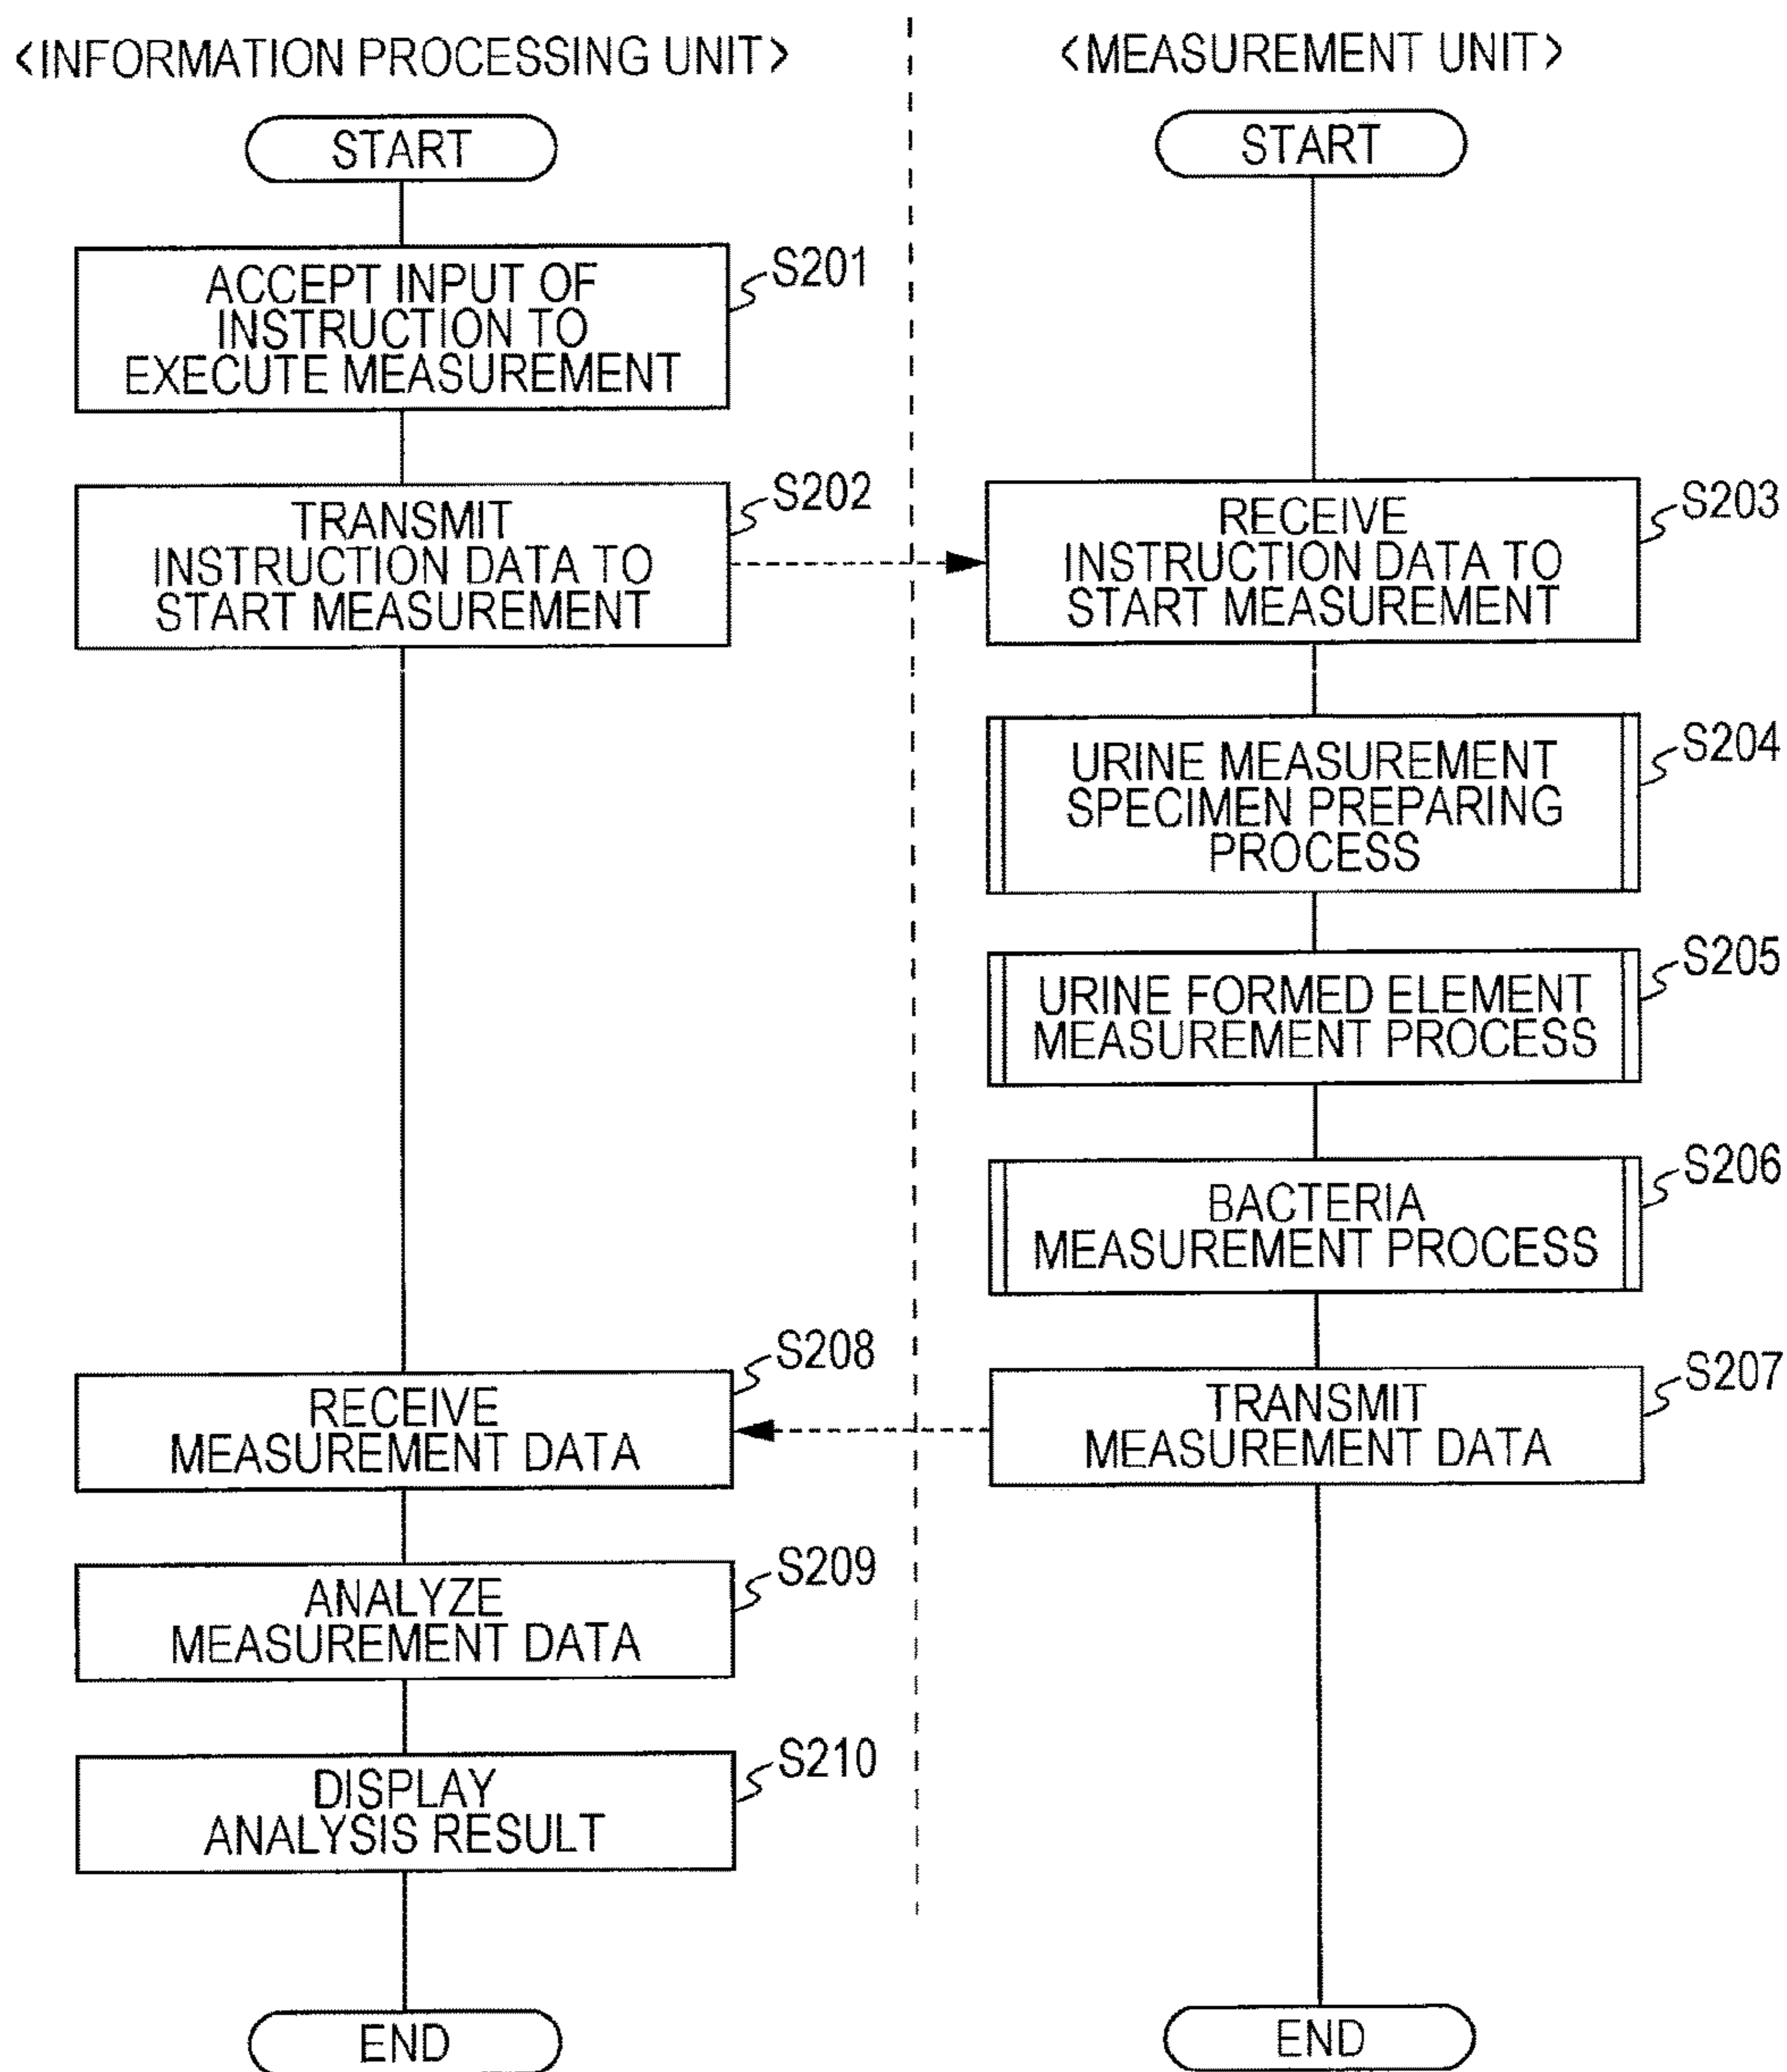 <INFORMATION PROCESSING UNIT>
START
ACCEPT INPUT OF
INSTRUCTION TO
EXECUTE MEASUREMENT
S201
TRANSMIT
INSTRUCTION DATA TO
START MEASUREMENT
S202
RECEIVE
MEASUREMENT DATA
S208
ANALYZE
MEASUREMENT DATA
S209
DISPLAY
ANALYSIS RESULT
S210
END
<MEASUREMENT UNIT>
START
RECEIVE
INSTRUCTION DATA TO
START MEASUREMENT
S203
URINE MEASUREMENT
SPECIMEN PREPARING
PROCESS
S204
URINE FORMED ELEMENT
MEASUREMENT PROCESS
S205
BACTERIA
MEASUREMENT PROCESS
S206
TRANSMIT
MEASUREMENT DATA
S207
END